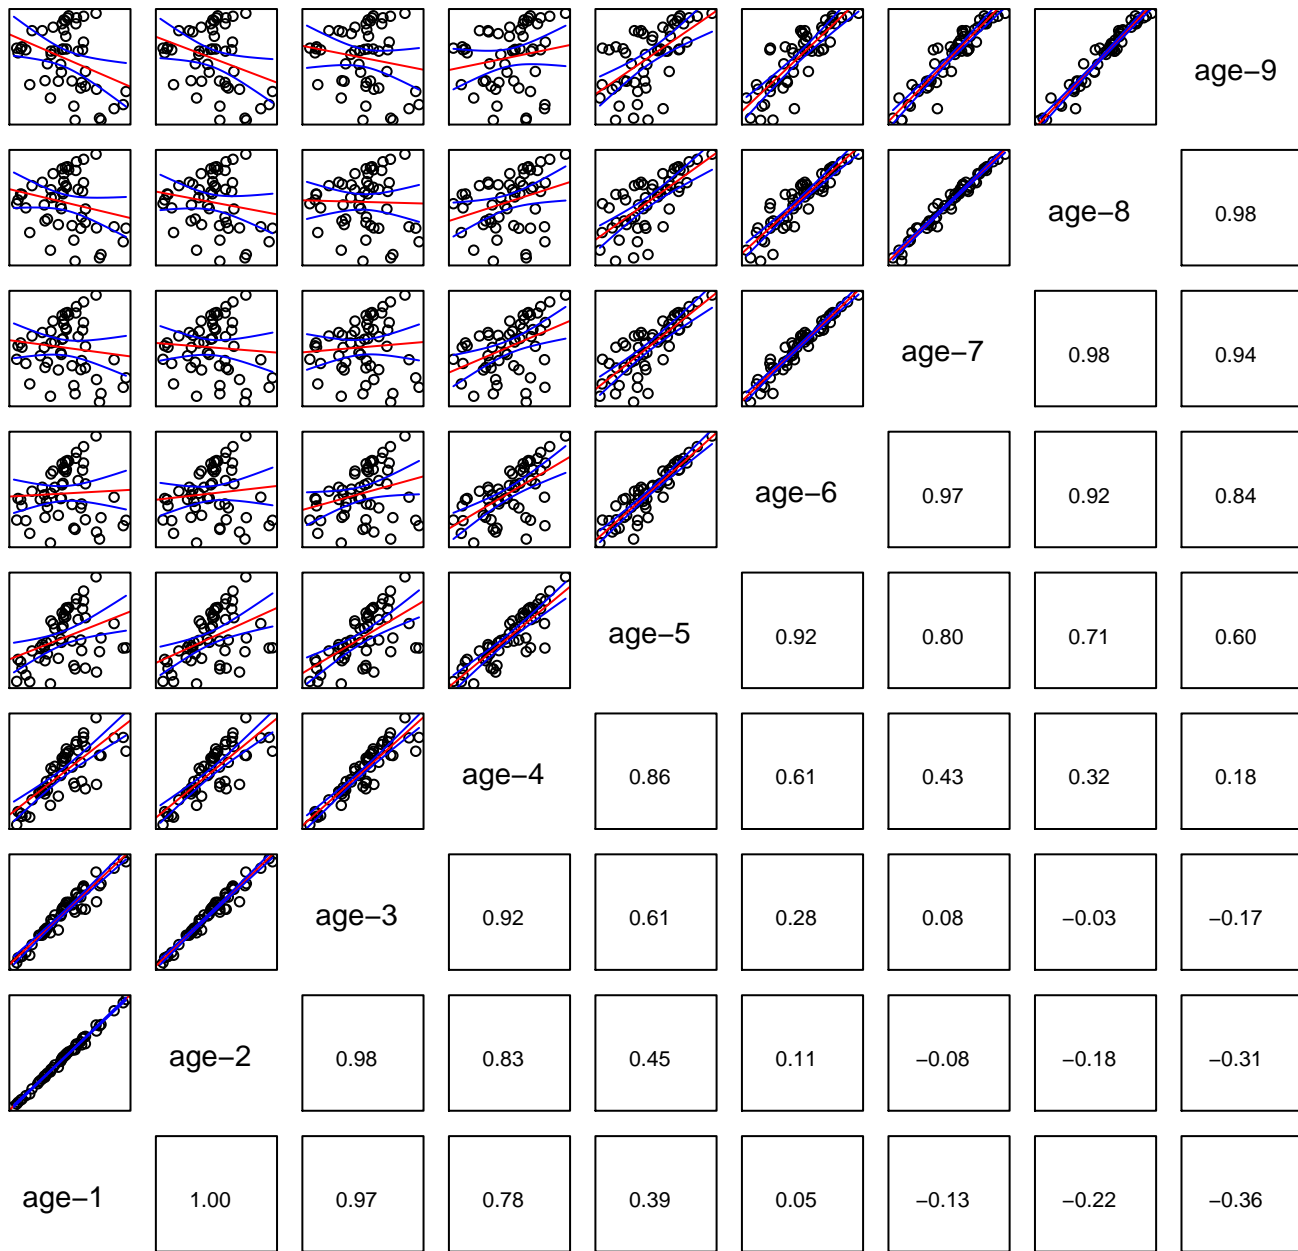 age−9
age−8 0.98
age−7 0.98 0.94
age−6 0.97 0.92 0.84
age−5 0.92 0.80 0.71 0.60
age−4 0.86 0.61 0.43 0.32 0.18
age−3 0.92 0.61 0.28 0.08 −0.03 −0.17
age−2 0.98 0.83 0.45 0.11 −0.08 −0.18 −0.31
age−1 1.00 0.97 0.78 0.39 0.05 −0.13 −0.22 −0.36